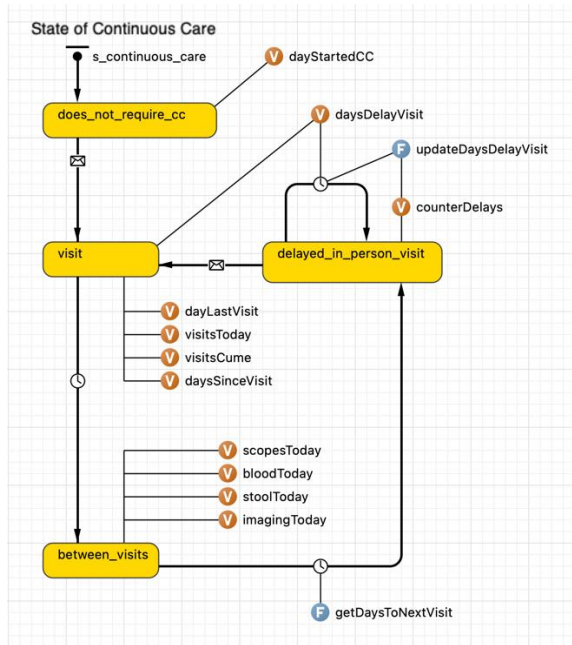 State of Continuous Care
s_continuous_care
V dayStartedCC
does_not_require_cc
V daysDelayVisit
F updateDaysDelayVisit
V counterDelays
visit
delayed_in_person_visit
V dayLastVisit
V visitsToday
V visitsCume
V daysSinceVisit
V scopesToday
V bloodToday
V stoolToday
V imagingToday
between_visits
F getDaysToNextVisit